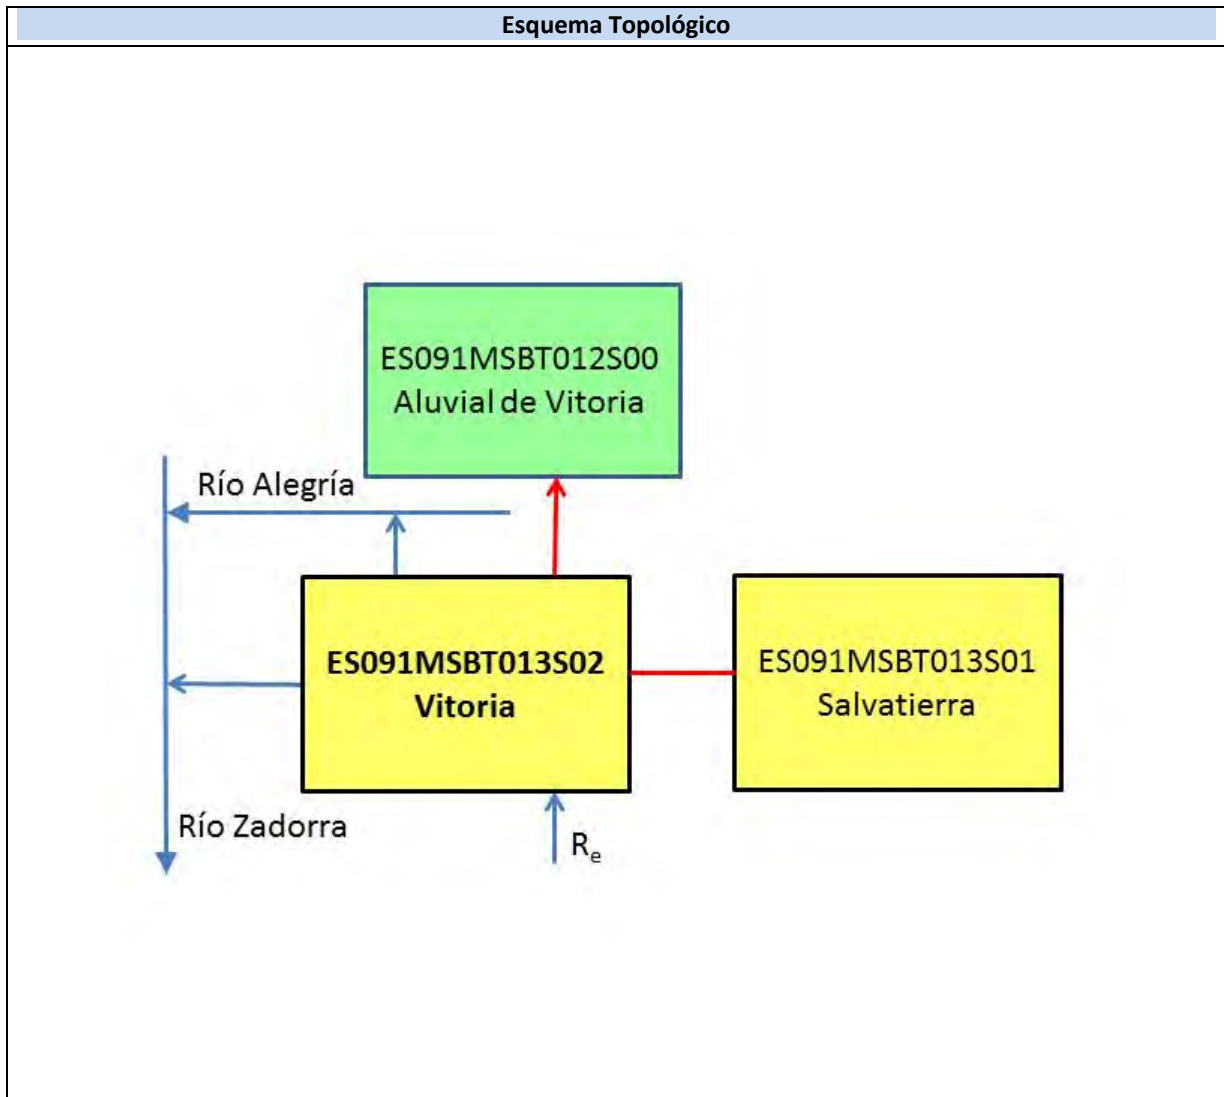 Esquema Topológico
ES091MSBT012S00
Aluvial de Vitoria
Río Alegría
ES091MSBT013S02
Vitoria
ES091MSBT013S01
Salvatierra
Río Zadorra
Re